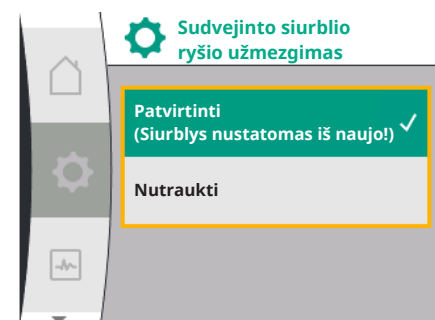 Sudvejinto siurblio
ryšio užmezgimas
Patvirtinti
(Siurblys nustatomas iš naujo!)
Nutraukti